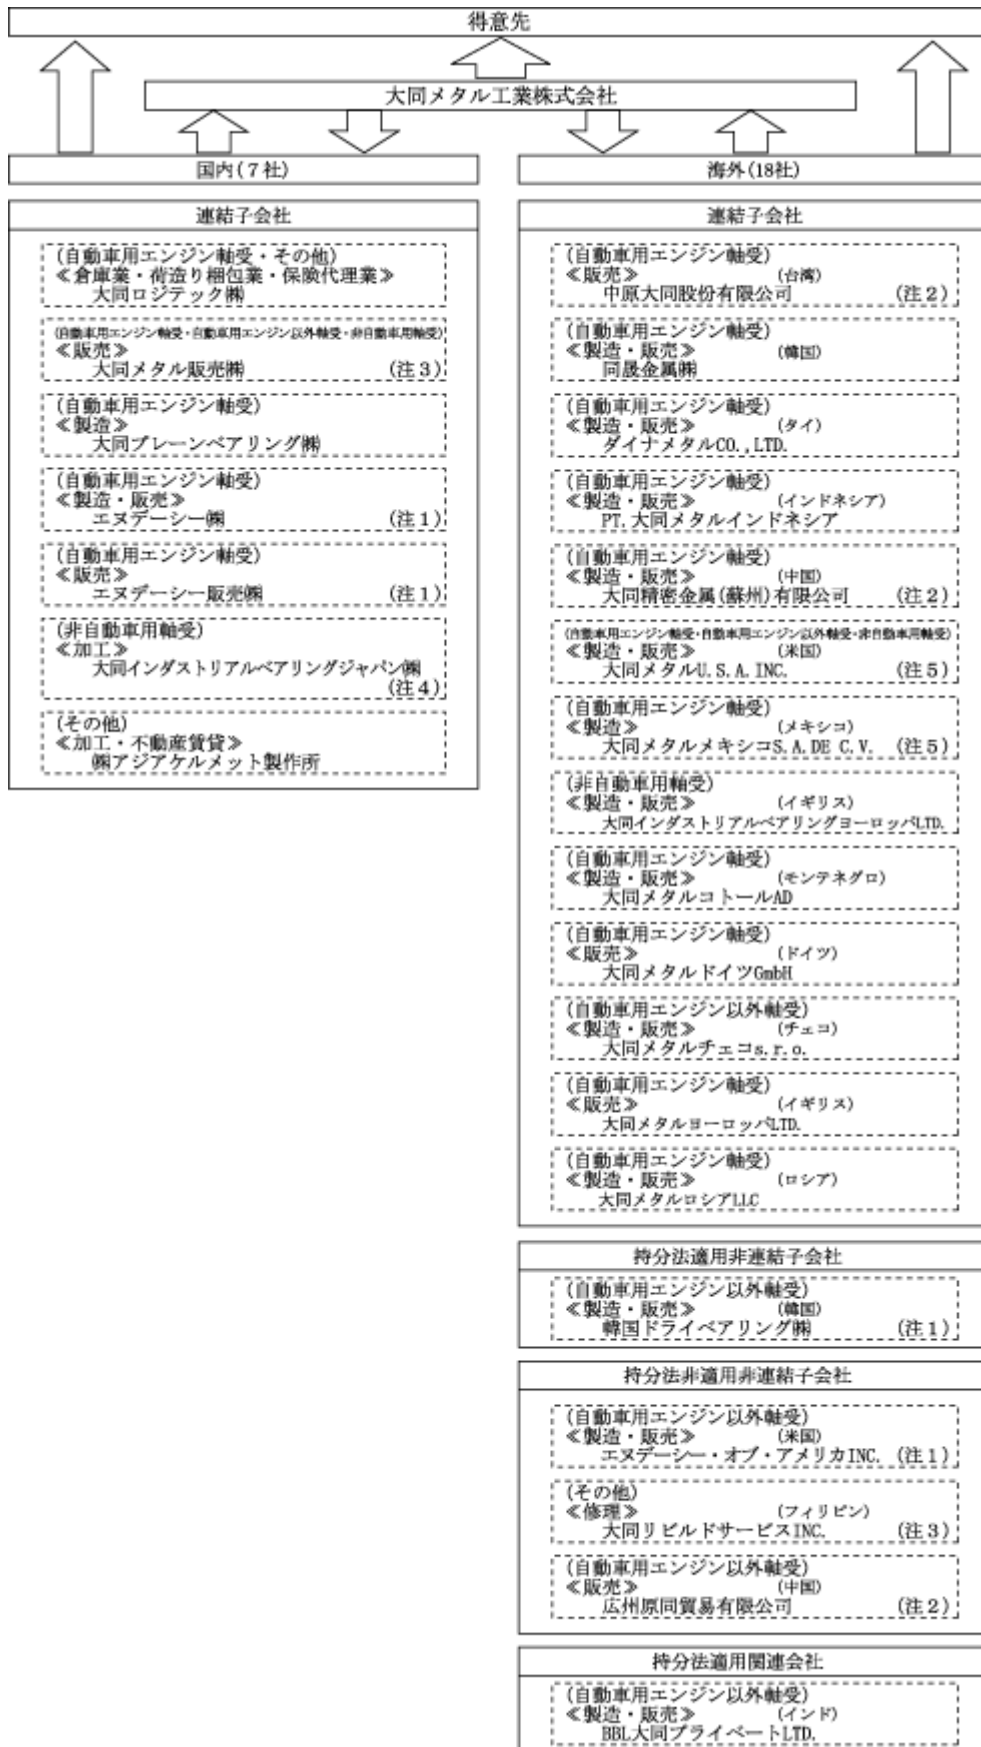 得意先
大同メタル工業株式会社
国内(7社)
連結子会社
(自動車用エンジン軸受・その他)
≪倉庫業・荷造り梱包業・保険代理業≫
大同ロジテック㈱
(自動車用エンジン軸受・自動車用エンジン以外軸受・非自動車用軸受)
≪販売≫
大同メタル販売㈱ (注3)
(自動車用エンジン軸受)
≪製造≫
大同プレーンベアリング㈱
(自動車用エンジン軸受)
≪製造・販売≫
エヌデーシー㈱ (注1)
(自動車用エンジン軸受)
≪販売≫
エヌデーシー販売㈱ (注1)
(非自動車用軸受)
≪加工≫
大同インダストリアルベアリングジャパン㈱
(注4)
(その他)
≪加工・不動産賃貸≫
㈱アジアケルメット製作所
海外(18社)
連結子会社
(自動車用エンジン軸受)
≪販売≫ (台湾)
中原大同股份有限公司 (注2)
(自動車用エンジン軸受)
≪製造・販売≫ (韓国)
同晟金属㈱
(自動車用エンジン軸受)
≪製造・販売≫ (タイ)
ダイナメタルCO.,LTD.
(自動車用エンジン軸受)
≪製造・販売≫ (インドネシア)
PT.大同メタルインドネシア
(自動車用エンジン軸受)
≪製造・販売≫ (中国)
大同精密金属(蘇州)有限公司 (注2)
(自動車用エンジン軸受・自動車用エンジン以外軸受・非自動車用軸受)
≪製造・販売≫ (米国)
大同メタルU.S.A.INC. (注5)
(自動車用エンジン軸受)
≪製造≫ (メキシコ)
大同メタルメキシコS.A.DE C.V. (注5)
(非自動車用軸受)
≪製造・販売≫ (イギリス)
大同インダストリアルベアリングヨーロッパLTD.
(自動車用エンジン軸受)
≪製造・販売≫ (モンテネグロ)
大同メタルコトールAD
(自動車用エンジン軸受)
≪販売≫ (ドイツ)
大同メタルドイツGmbH
(自動車用エンジン以外軸受)
≪製造・販売≫ (チェコ)
大同メタルチェコs.r.o.
(自動車用エンジン軸受)
≪販売≫ (イギリス)
大同メタルヨーロッパLTD.
(自動車用エンジン軸受)
≪製造・販売≫ (ロシア)
大同メタルロシアLLC
持分法適用非連結子会社
(自動車用エンジン以外軸受)
≪製造・販売≫ (韓国)
韓国ドライベアリング㈱ (注1)
持分法非適用非連結子会社
(自動車用エンジン以外軸受)
≪製造・販売≫ (米国)
エヌデーシー・オブ・アメリカINC. (注1)
(その他)
≪修理≫ (フィリピン)
大同リビルドサービスINC. (注3)
(自動車用エンジン以外軸受)
≪販売≫ (中国)
広州原同貿易有限公司 (注2)
持分法適用関連会社
(自動車用エンジン以外軸受)
≪製造・販売≫ (インド)
BBL大同プライベートLTD.